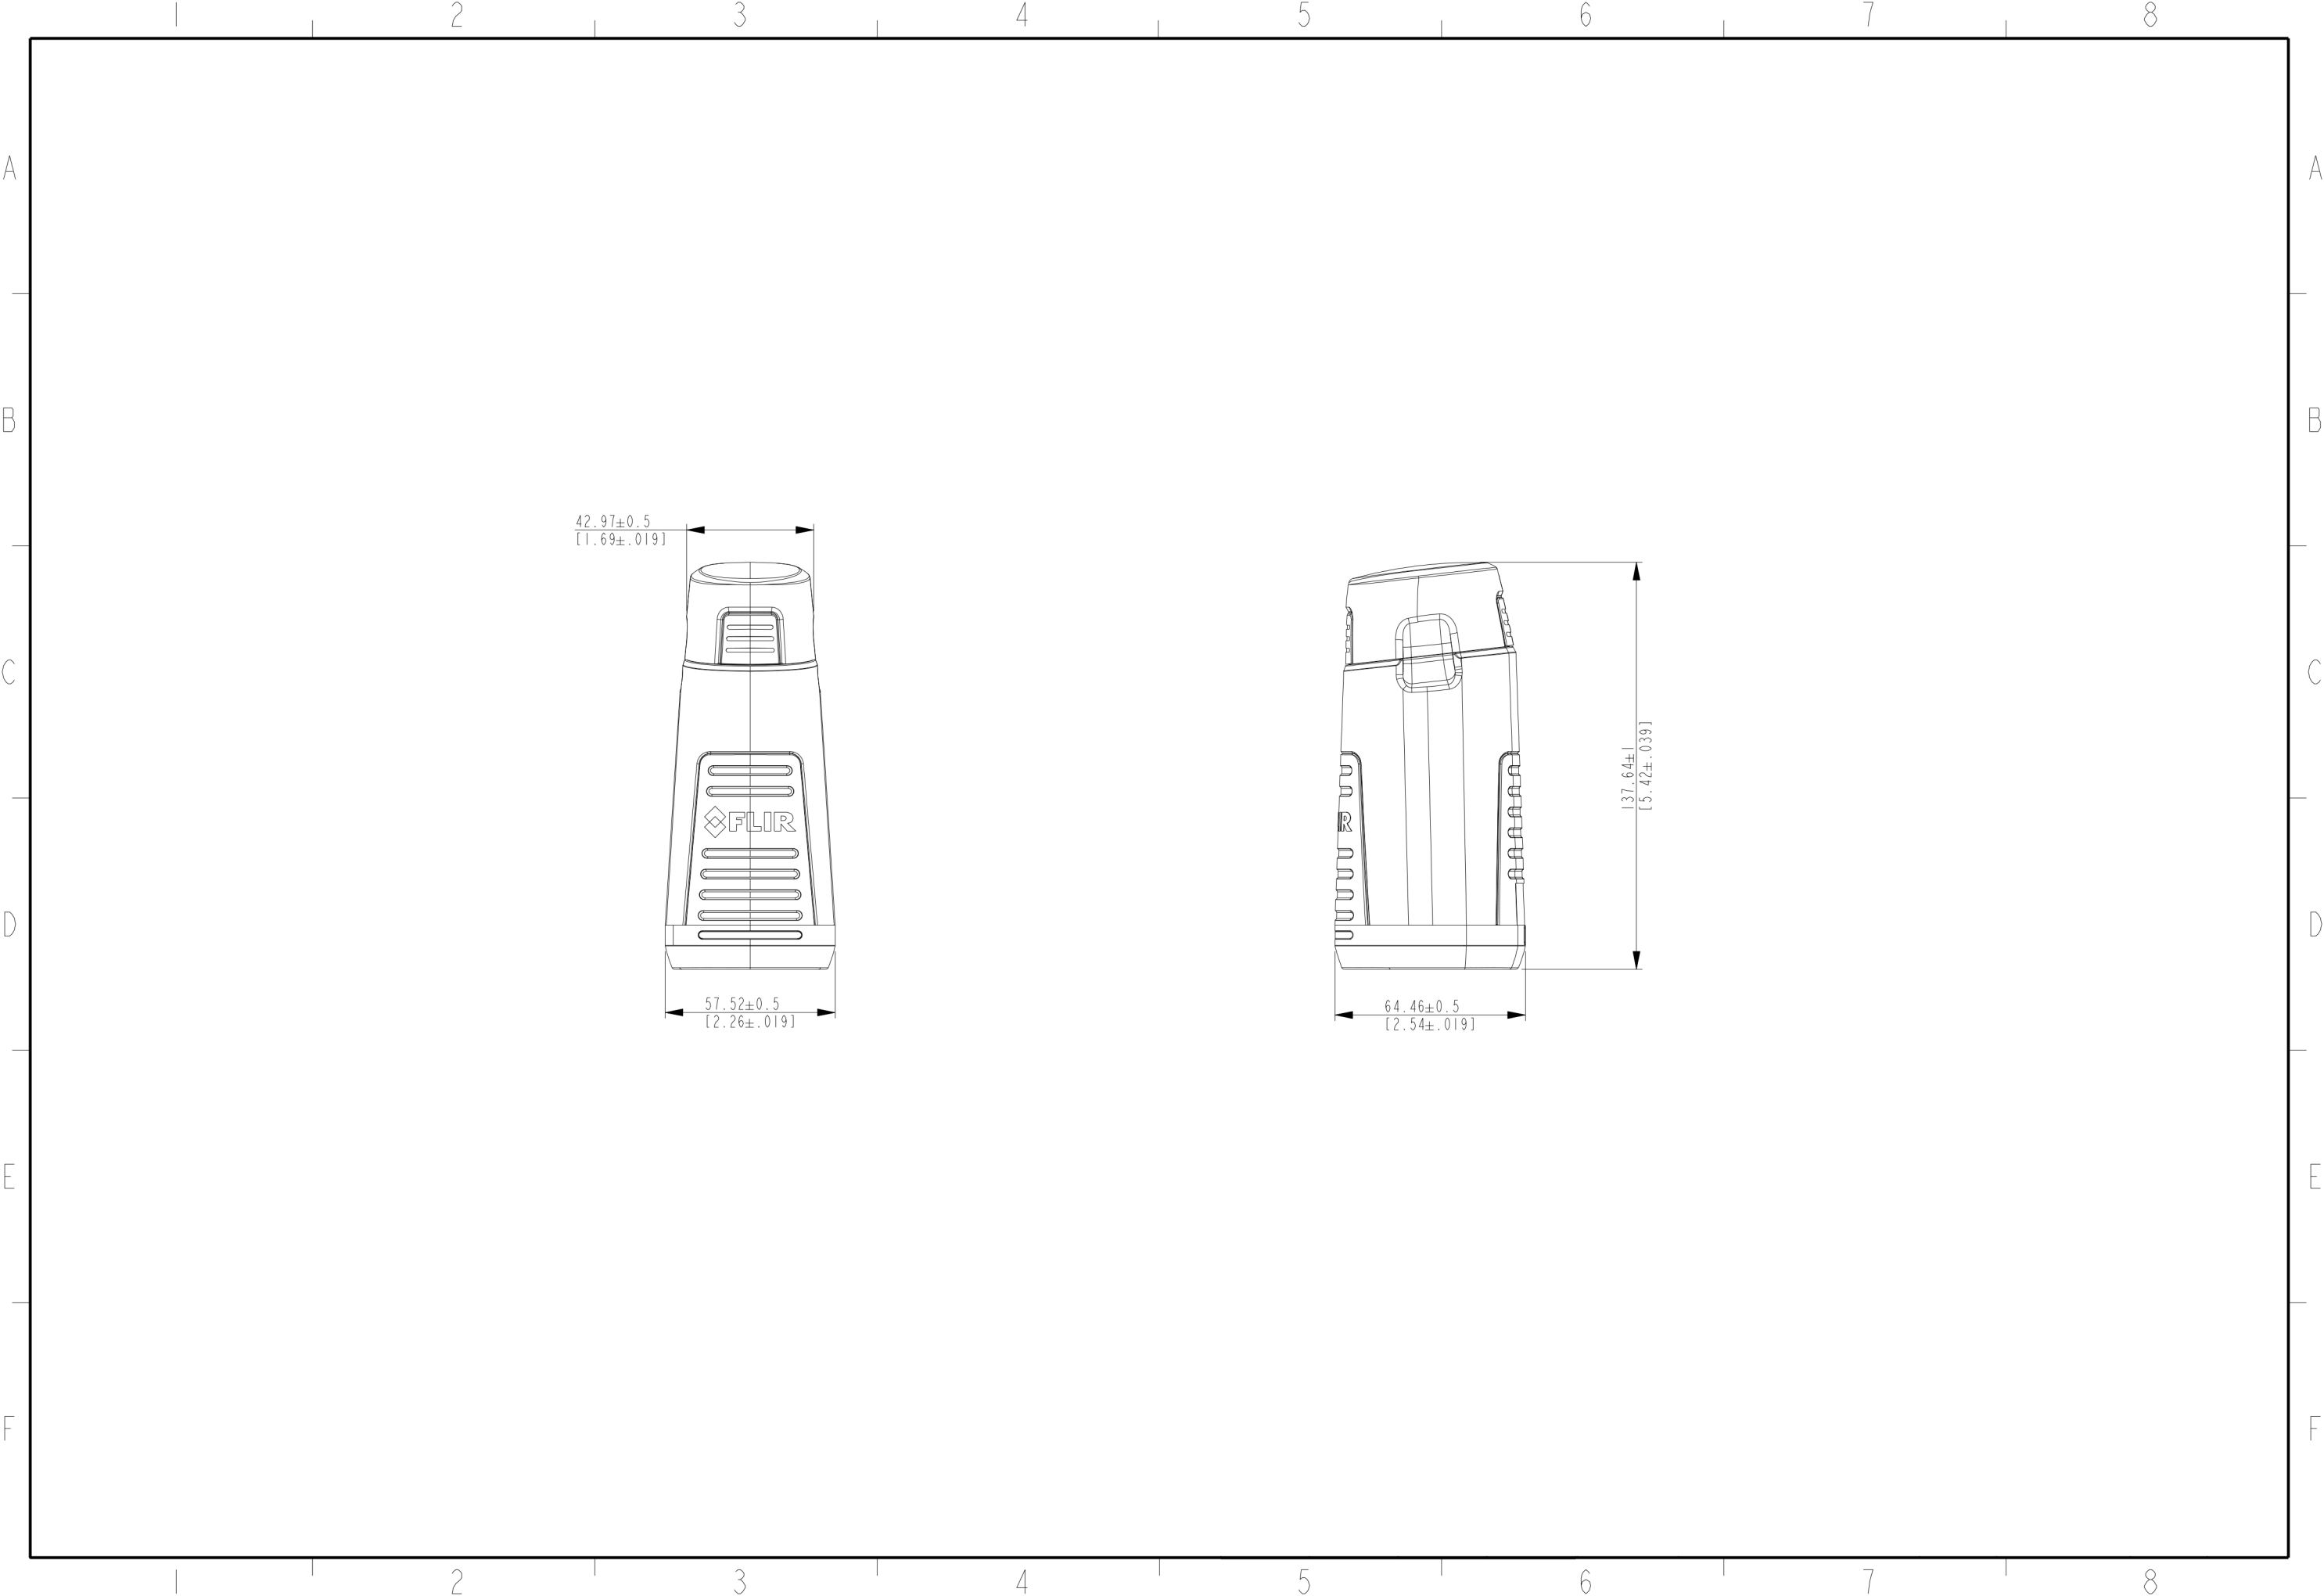 1 2 3 4 5 6 7 8
A A
B B
42.97±0.5
[1.69±.019]
C C
137.64±1
[5.42±.039]
FLIR
IR
D D
57.52±0.5
[2.26±.019]
64.46±0.5
[2.54±.019]
E E
F F
1 2 3 4 5 6 7 8